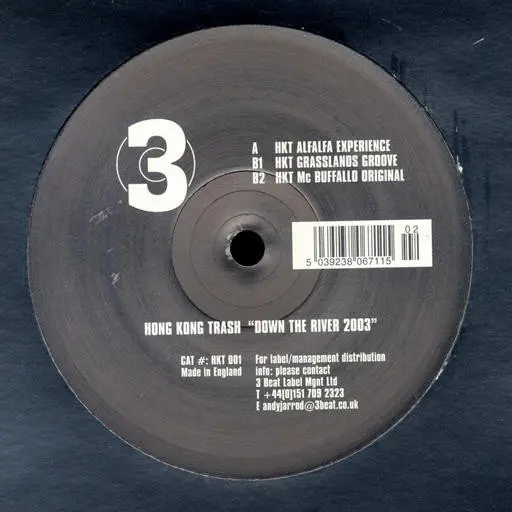 3
A HKT ALFALFA EXPERIENCE
B1 HKT GRASSLANDS GROOVE
B2 HKT Mc BUFFALLO ORIGINAL
02
5 039238 067115
HONG KONG TRASH "DOWN THE RIVER 2003"
CAT #: HKT 001
Made in England
For label/management distribution
info: please contact
3 Beat Label Mgnt Ltd
T +44(0)151 709 2323
E andyjarrod@3beat.co.uk